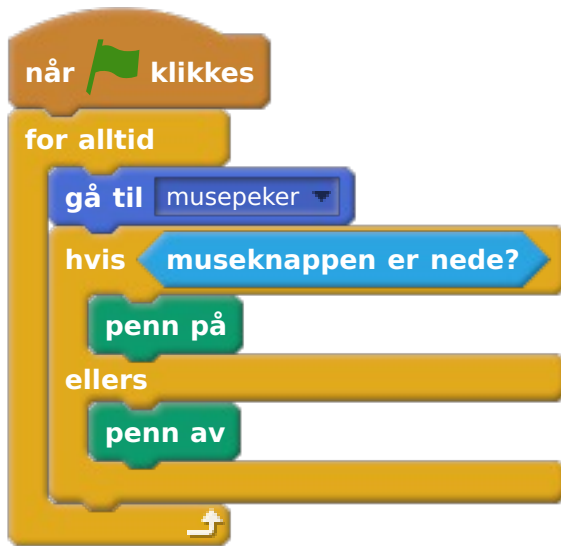 når klikkes
for alltid
gå til musepeker
hvis museknappen er nede?
penn på
ellers
penn av